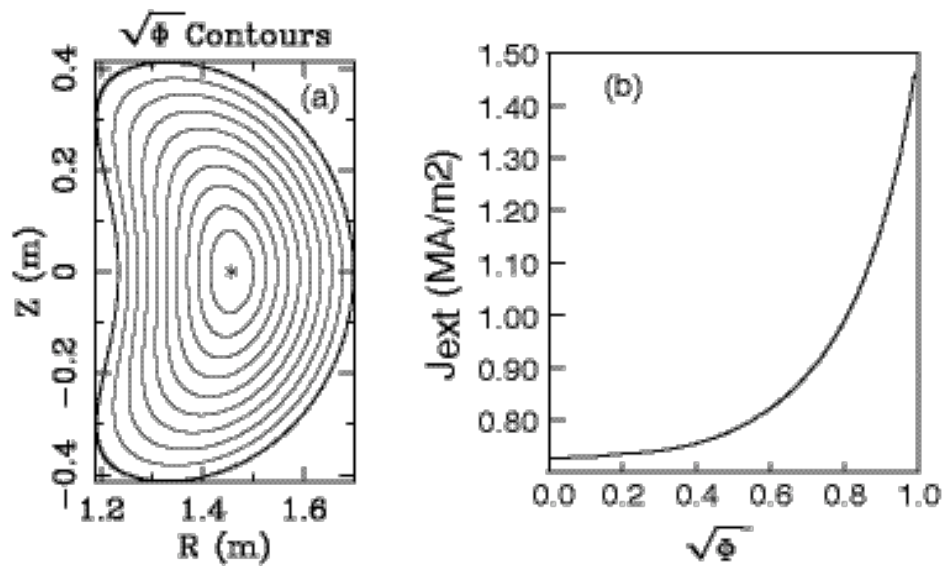 √Φ Contours
(a)
0.4
0.2
0
−0.2
−0.4
Z (m)
1.2 1.4 1.6
R (m)
(b)
1.50
1.40
1.30
1.20
1.10
1.00
0.90
0.80
Jext (MA/m2)
0.0 0.2 0.4 0.6 0.8 1.0
√Φ